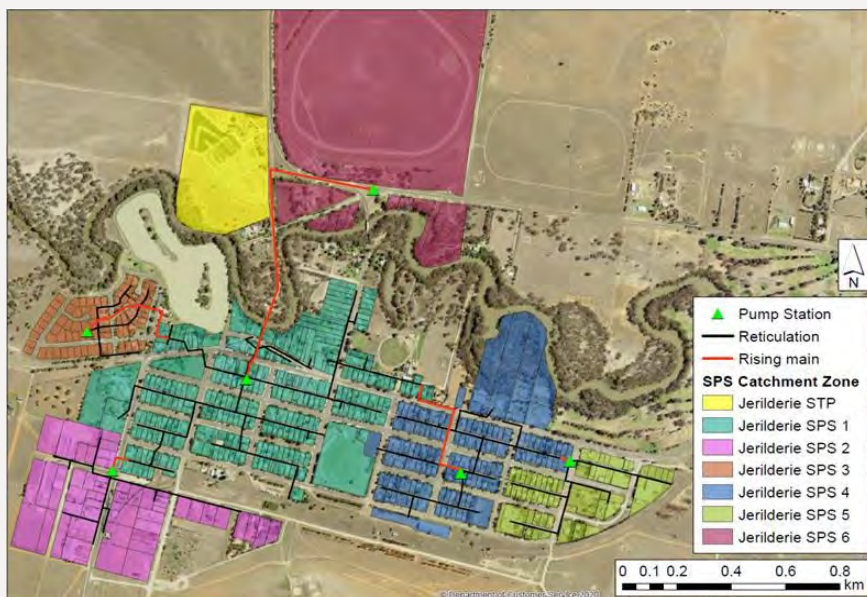 N
Pump Station
Reticulation
Rising main
SPS Catchment Zone
Jerilderie STP
Jerilderie SPS 1
Jerilderie SPS 2
Jerilderie SPS 3
Jerilderie SPS 4
Jerilderie SPS 5
Jerilderie SPS 6
0 0.1 0.2 0.4 0.6 0.8
km
© Department of Customer Service 2020